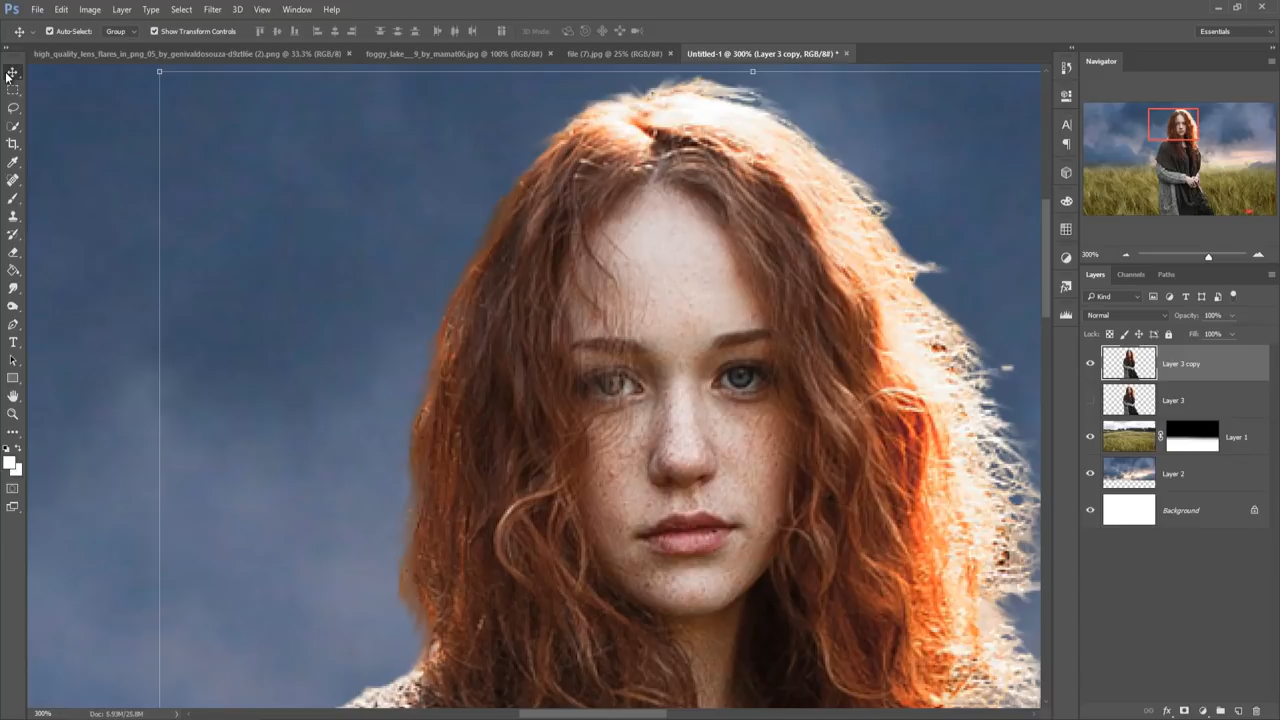 Ps File Edit Image Layer Type Select Filter 3D View Window Help
Auto-Select: Group Show Transform Controls 3D Mode: Essentials
high_quality_lens_flares_in_png_05_by_genivaldosouza-d9ztl6e (2).png @ 33.3% (RGB/8) × foggy_lake___9_by_mamat06.jpg @ 100% (RGB/8) × file (7).jpg @ 25% (RGB/8#) × Untitled-1 @ 300% (Layer 3 copy, RGB/8#) * ×
Navigator
300%
Layers Channels Paths
Kind
Normal Opacity: 100%
Lock: Fill: 100%
Layer 3 copy
Layer 3
Layer 1
Layer 2
Background
300% Doc: 5.93M/25.8M